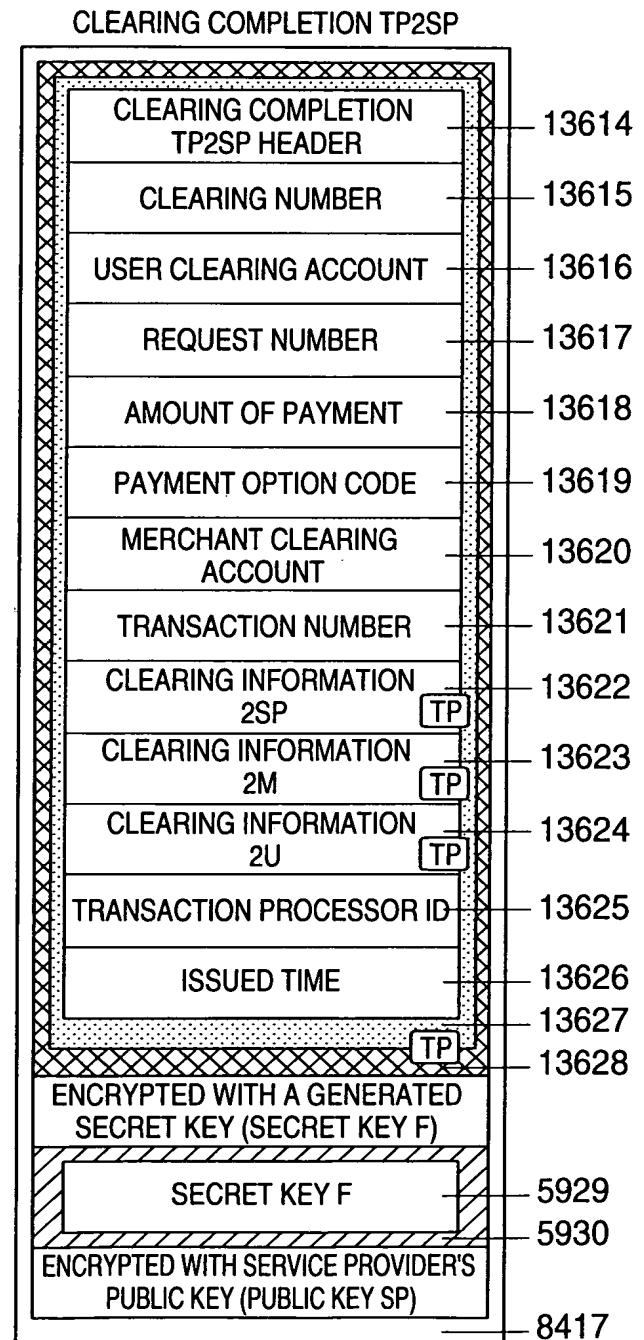 CLEARING COMPLETION TP2SP
CLEARING COMPLETION
TP2SP HEADER
13614
CLEARING NUMBER
13615
USER CLEARING ACCOUNT
13616
REQUEST NUMBER
13617
AMOUNT OF PAYMENT
13618
PAYMENT OPTION CODE
13619
MERCHANT CLEARING
ACCOUNT
13620
TRANSACTION NUMBER
13621
CLEARING INFORMATION
2SP
TP
13622
CLEARING INFORMATION
2M
TP
13623
CLEARING INFORMATION
2U
TP
13624
TRANSACTION PROCESSOR ID
13625
ISSUED TIME
13626
13627
TP
13628
ENCRYPTED WITH A GENERATED
SECRET KEY (SECRET KEY F)
SECRET KEY F
5929
5930
ENCRYPTED WITH SERVICE PROVIDER'S
PUBLIC KEY (PUBLIC KEY SP)
8417